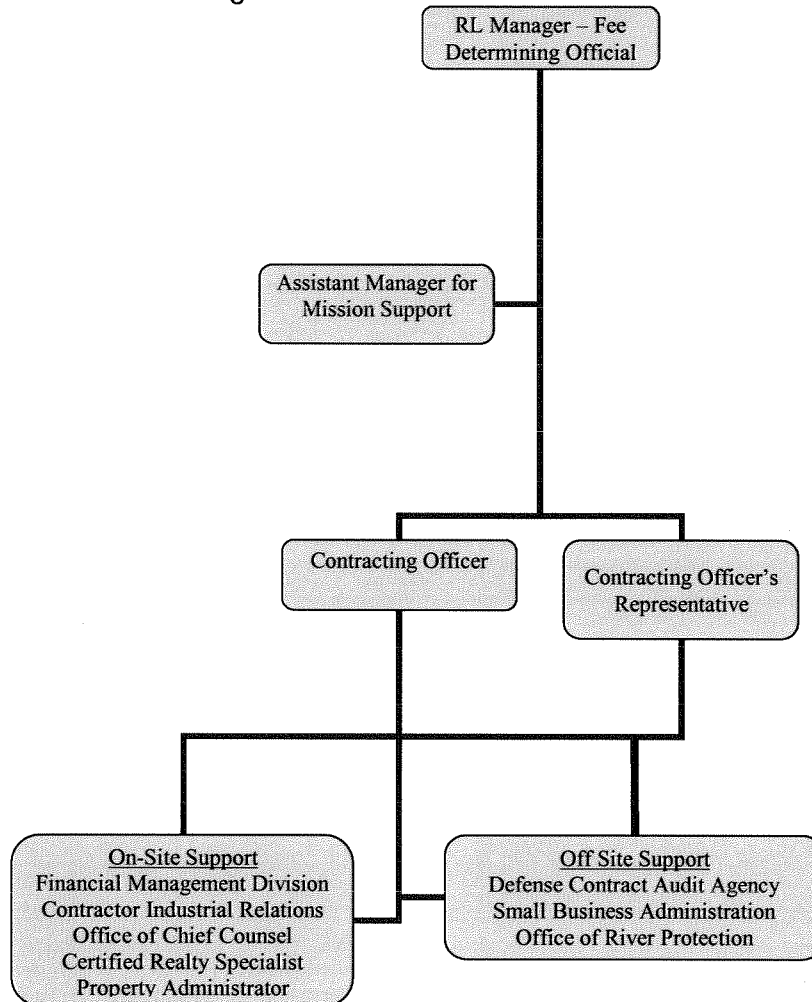 RL Manager – Fee
Determining Official
Assistant Manager for
Mission Support
Contracting Officer
Contracting Officer's
Representative
On-Site Support
Financial Management Division
Contractor Industrial Relations
Office of Chief Counsel
Certified Realty Specialist
Property Administrator
Off Site Support
Defense Contract Audit Agency
Small Business Administration
Office of River Protection